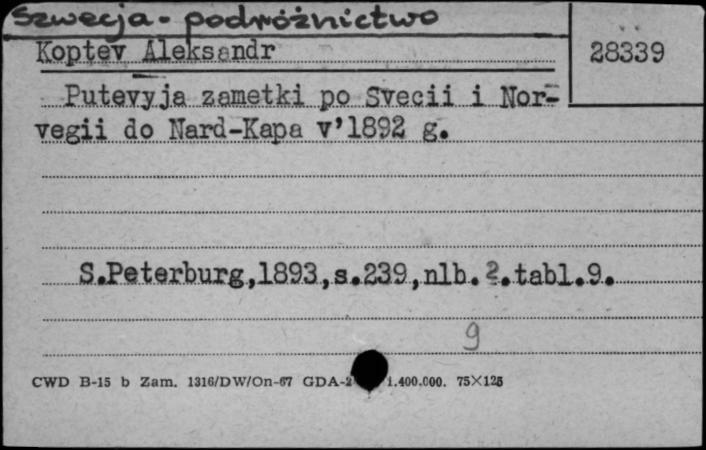 Szwecja - podróżnictwo
Koptev Aleksandr
28339
Putevyja zametki po Svecii i Nor-
vegii do Nard-Kapa v'1892 g.
S.Peterburg,1893,s.239,nlb.2.tabl.9.
9
CWD B-15 b Zam. 1316/DW/On-67 GDA-2 1.400.000. 75X125